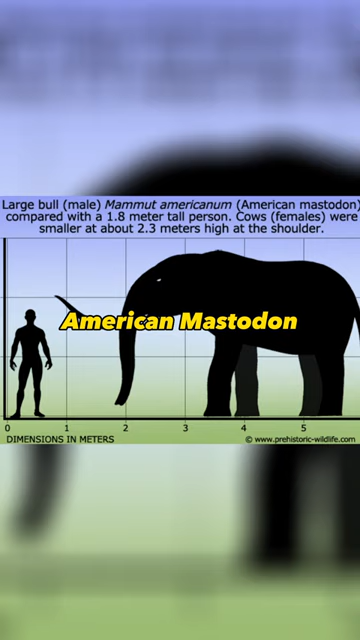 Large bull (male) Mammut americanum (American mastodon)
compared with a 1.8 meter tall person. Cows (females) were
smaller at about 2.3 meters high at the shoulder.
American Mastodon
0 1 2 3 4 5
DIMENSIONS IN METERS © www.prehistoric-wildlife.com